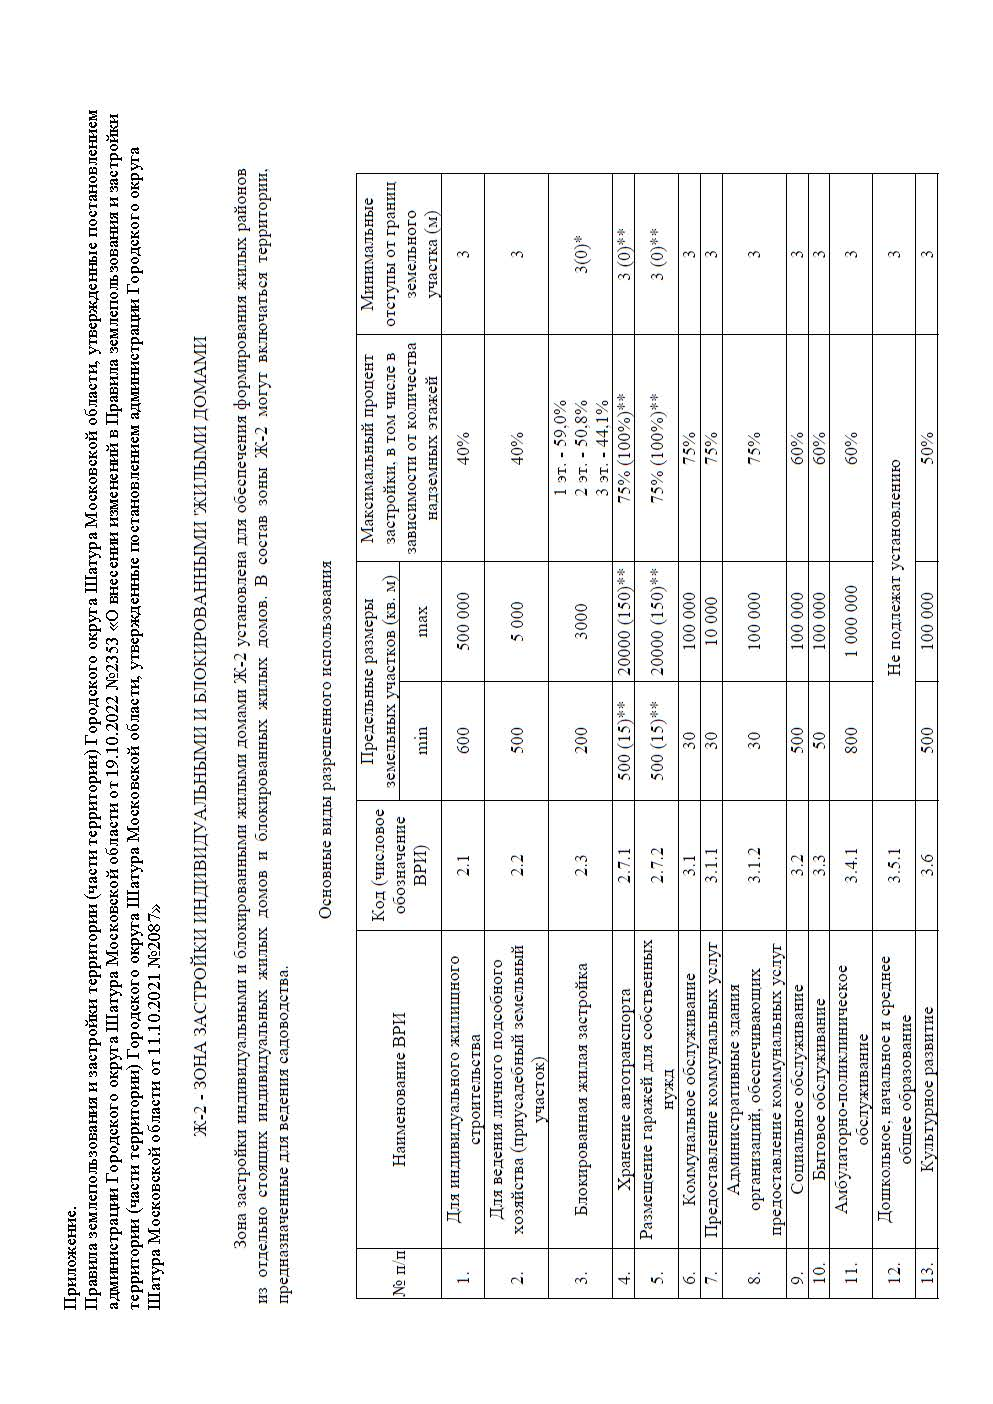 Приложение.
Правила землепользования и застройки территории (части территории) Городского округа Шатура Московской области, утвержденные постановлением
администрации Городского округа Шатура Московской области от 19.10.2022 №2353 «О внесении изменений в Правила землепользования и застройки
территории (части территории) Городского округа Шатура Московской области, утвержденные постановлением администрации Городского округа
Шатура Московской области от 11.10.2021 №2087»
Ж-2 - ЗОНА ЗАСТРОЙКИ ИНДИВИДУАЛЬНЫМИ И БЛОКИРОВАННЫМИ ЖИЛЫМИ ДОМАМИ
Зона застройки индивидуальными и блокированными жилыми домами Ж-2 установлена для обеспечения формирования жилых районов
из отдельно стоящих индивидуальных жилых домов и блокированных жилых домов. В состав зоны Ж-2 могут включаться территории,
предназначенные для ведения садоводства.
Основные виды разрешенного использования
№ п/п
Наименование ВРИ
Код (числовое
обозначение
ВРИ)
Предельные размеры
земельных участков (кв. м)
min
max
Максимальный процент
застройки, в том числе в
зависимости от количества
надземных этажей
Минимальные
отступы от границ
земельного
участка (м)
1.
Для индивидуального жилищного
строительства
2.1
600
500 000
40%
3
2.
Для ведения личного подсобного
хозяйства (приусадебный земельный
участок)
2.2
500
5 000
40%
3
3.
Блокированная жилая застройка
2.3
200
3000
1 эт. - 59,0%
2 эт. - 50,8%
3 эт. - 44,1%
3(0)*
4.
Хранение автотранспорта
2.7.1
500 (15)**
20000 (150)**
75% (100%)**
3 (0)**
5.
Размещение гаражей для собственных
нужд
2.7.2
500 (15)**
20000 (150)**
75% (100%)**
3 (0)**
6.
Коммунальное обслуживание
3.1
30
100 000
75%
3
7.
Предоставление коммунальных услуг
3.1.1
30
10 000
75%
3
8.
Административные здания
организаций, обеспечивающих
предоставление коммунальных услуг
3.1.2
30
100 000
75%
3
9.
Социальное обслуживание
3.2
500
100 000
60%
3
10.
Бытовое обслуживание
3.3
50
100 000
60%
3
11.
Амбулаторно-поликлиническое
обслуживание
3.4.1
800
1 000 000
60%
3
12.
Дошкольное, начальное и среднее
общее образование
3.5.1
Не подлежат установлению
3
13.
Культурное развитие
3.6
500
100 000
50%
3